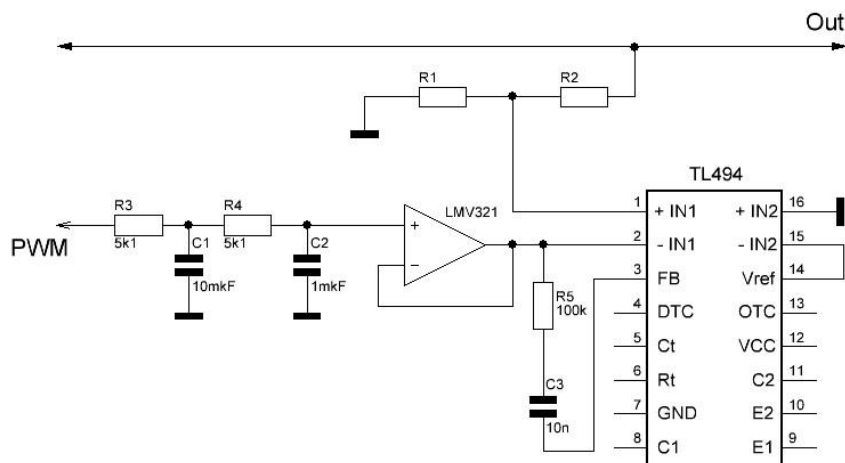 Out
R1
R2
TL494
R3
5k1
R4
5k1
PWM
C1
10mkF
C2
1mkF
LMV321
+
−
R5
100k
C3
10n
1 + IN1 + IN2 16
2 - IN1 - IN2 15
3 FB Vref 14
4 DTC OTC 13
5 Ct VCC 12
6 Rt C2 11
7 GND E2 10
8 C1 E1 9